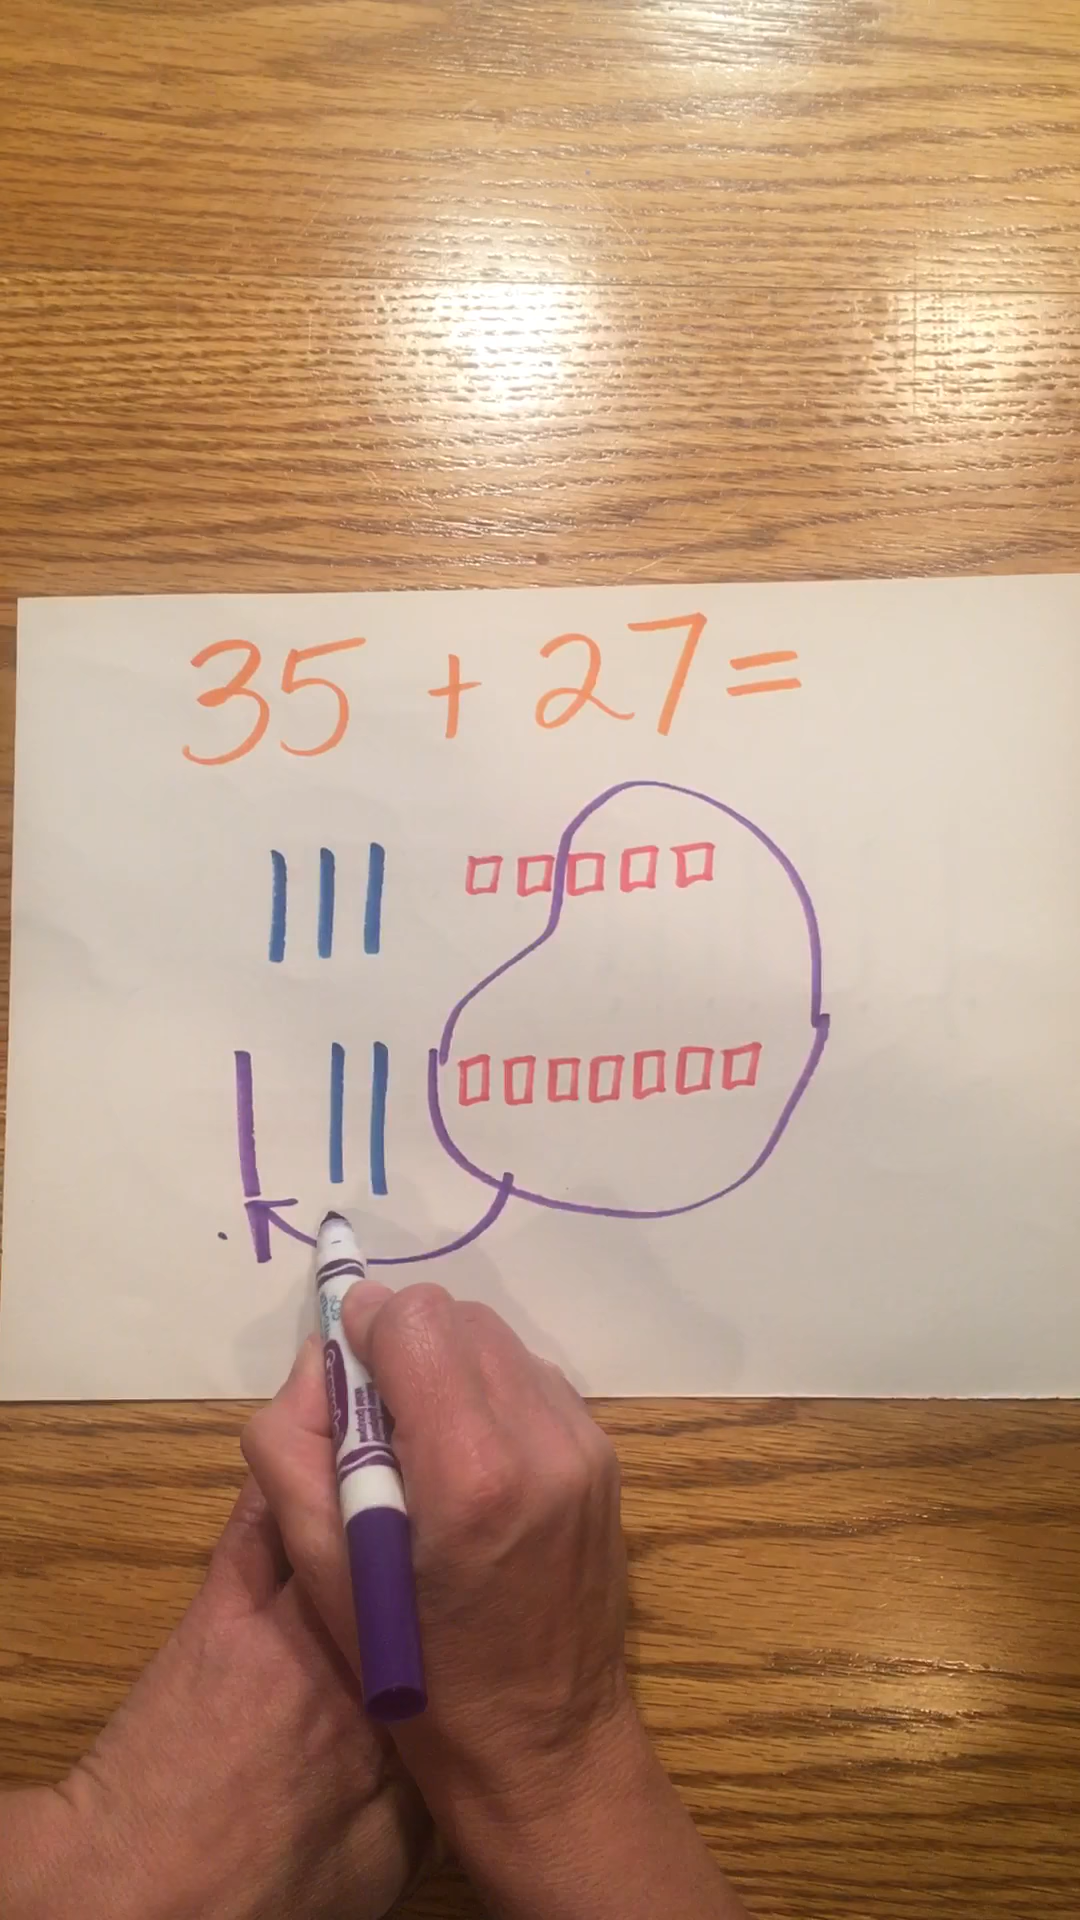 35 + 27 =